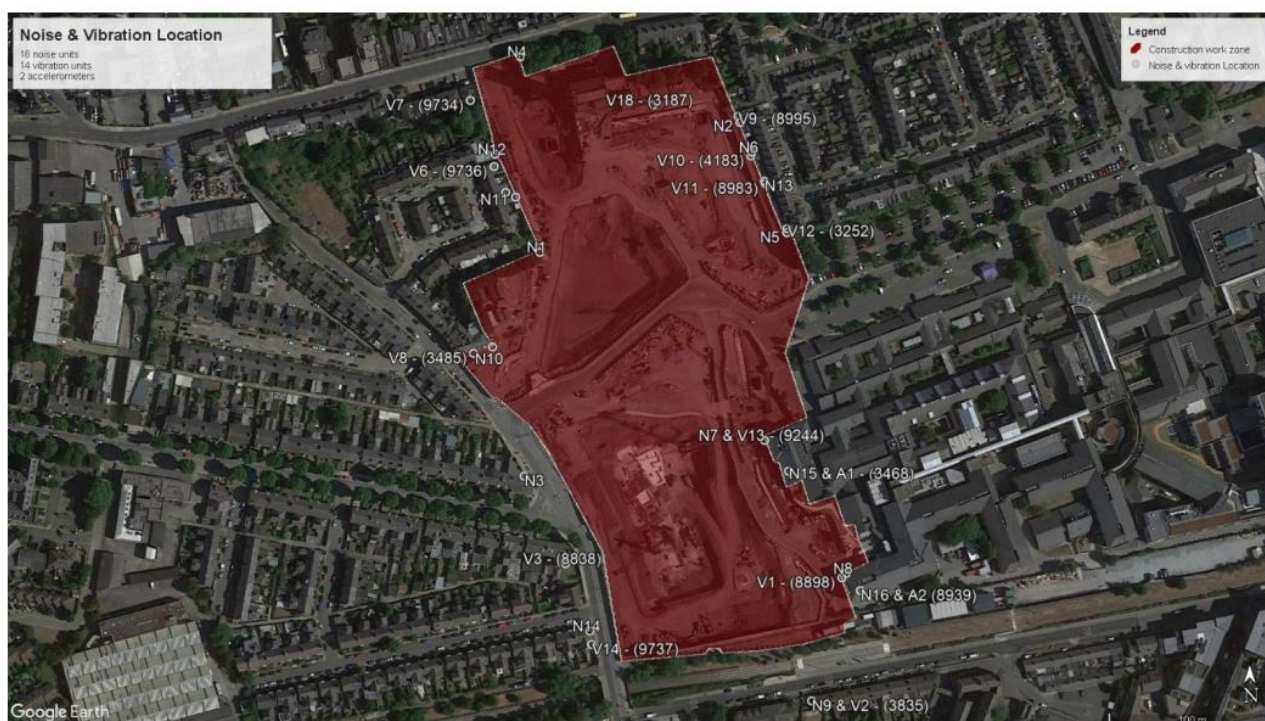 Noise & Vibration Location
16 noise units
14 vibration units
2 accelerometers
Legend
Construction work zone
Noise & vibration Location
N4
V7 - (9734)
V18 - (3187)
V9 - (8995)
N2
N6
N12
V10 - (4183)
V6 - (9736)
V11 - (8983)
N13
N11
N5
V12 - (3252)
N1
V8 - (3485)
N10
N7 & V13 - (9244)
N15 & A1 - (3468)
N3
V3 - (8838)
N8
V1 - (8898)
N16 & A2 (8939)
N14
V14 - (9737)
N9 & V2 - (3835)
N
Google Earth
100 m